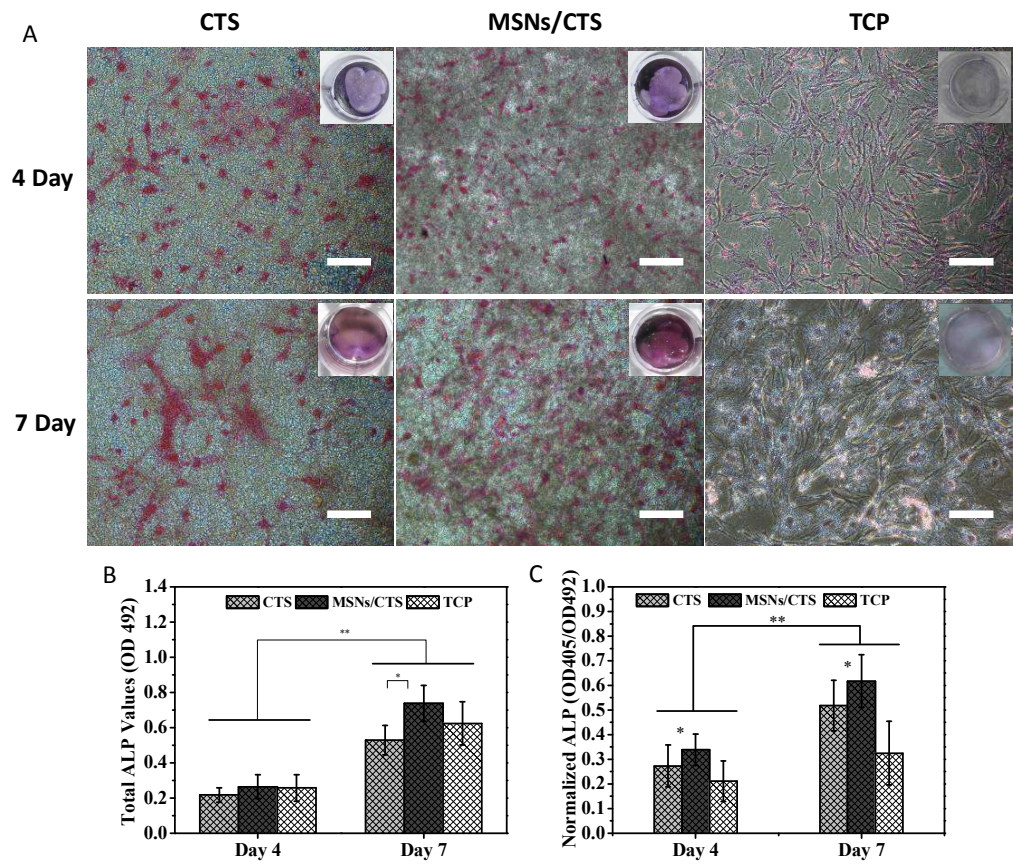 A
CTS
MSNs/CTS
TCP
4 Day
7 Day
B
Total ALP Values (OD 492)
1.4
1.2
1.0
0.8
0.6
0.4
0.2
0.0
CTS
MSNs/CTS
TCP
**
*
Day 4
Day 7
C
Normalized ALP (OD405/OD492)
1.0
0.9
0.8
0.7
0.6
0.5
0.4
0.3
0.2
0.1
0.0
CTS
MSNs/CTS
TCP
**
*
*
Day 4
Day 7